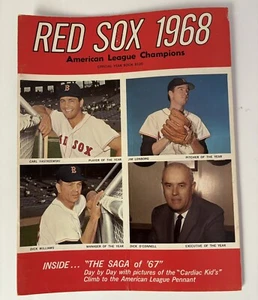 RED SOX 1968
American League Champions
OFFICIAL YEAR BOOK
CARL YASTRZEMSKI PLAYER OF THE YEAR
JIM LONBORG PITCHER OF THE YEAR
DICK WILLIAMS MANAGER OF THE YEAR
DICK O'CONNELL EXECUTIVE OF THE YEAR
INSIDE... "THE SAGA of '67"
Day by Day with pictures of the "Cardiac Kid's"
Climb to the American League Pennant